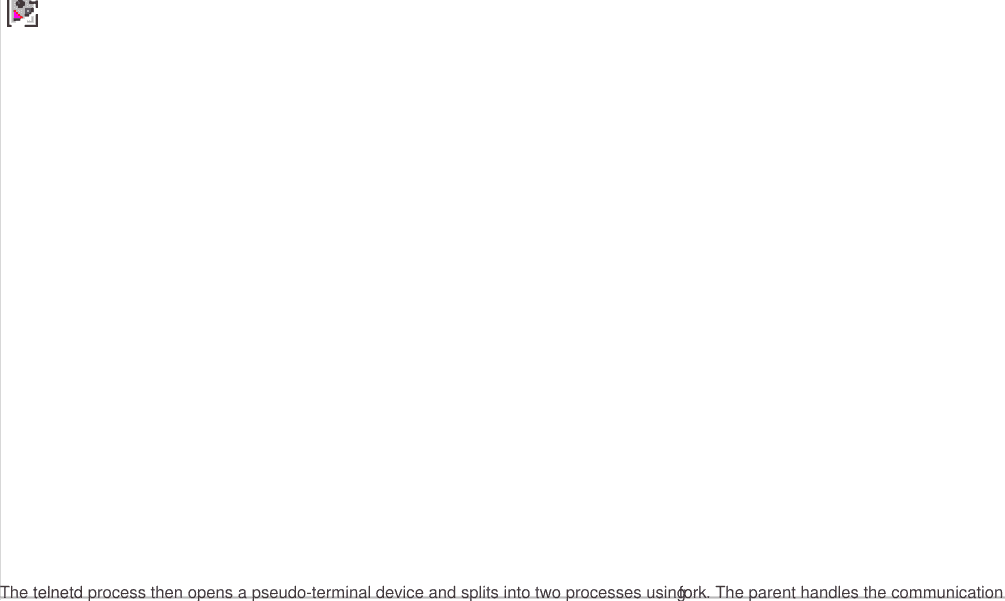 The telnetd process then opens a pseudo-terminal device and splits into two processes using fork. The parent handles the communication